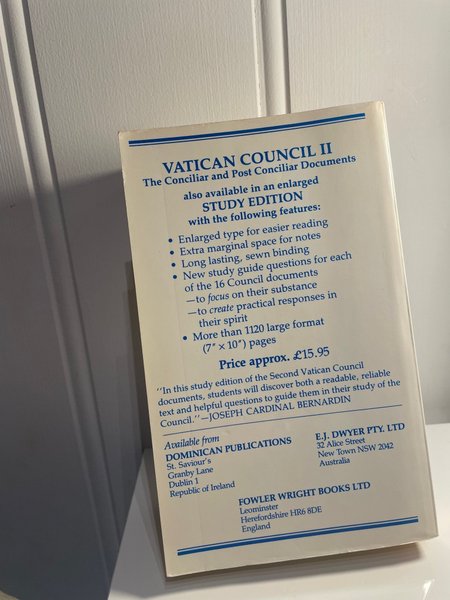 VATICAN COUNCIL II
The Conciliar and Post Conciliar Documents
also available in an enlarged
STUDY EDITION
with the following features:
• Enlarged type for easier reading
• Extra marginal space for notes
• Long lasting, sewn binding
• New study guide questions for each
of the 16 Council documents
—to focus on their substance
—to create practical responses in
their spirit
• More than 1120 large format
(7" × 10") pages
Price approx. £15.95
"In this study edition of the Second Vatican Council
documents, students will discover both a readable, reliable
text and helpful questions to guide them in their study of the
Council."—JOSEPH CARDINAL BERNARDIN
Available from
DOMINICAN PUBLICATIONS
St. Saviour's
Granby Lane
Dublin 1
Republic of Ireland
E.J. DWYER PTY. LTD
32 Alice Street
New Town NSW 2042
Australia
FOWLER WRIGHT BOOKS LTD
Leominster
Herefordshire HR6 8DE
England